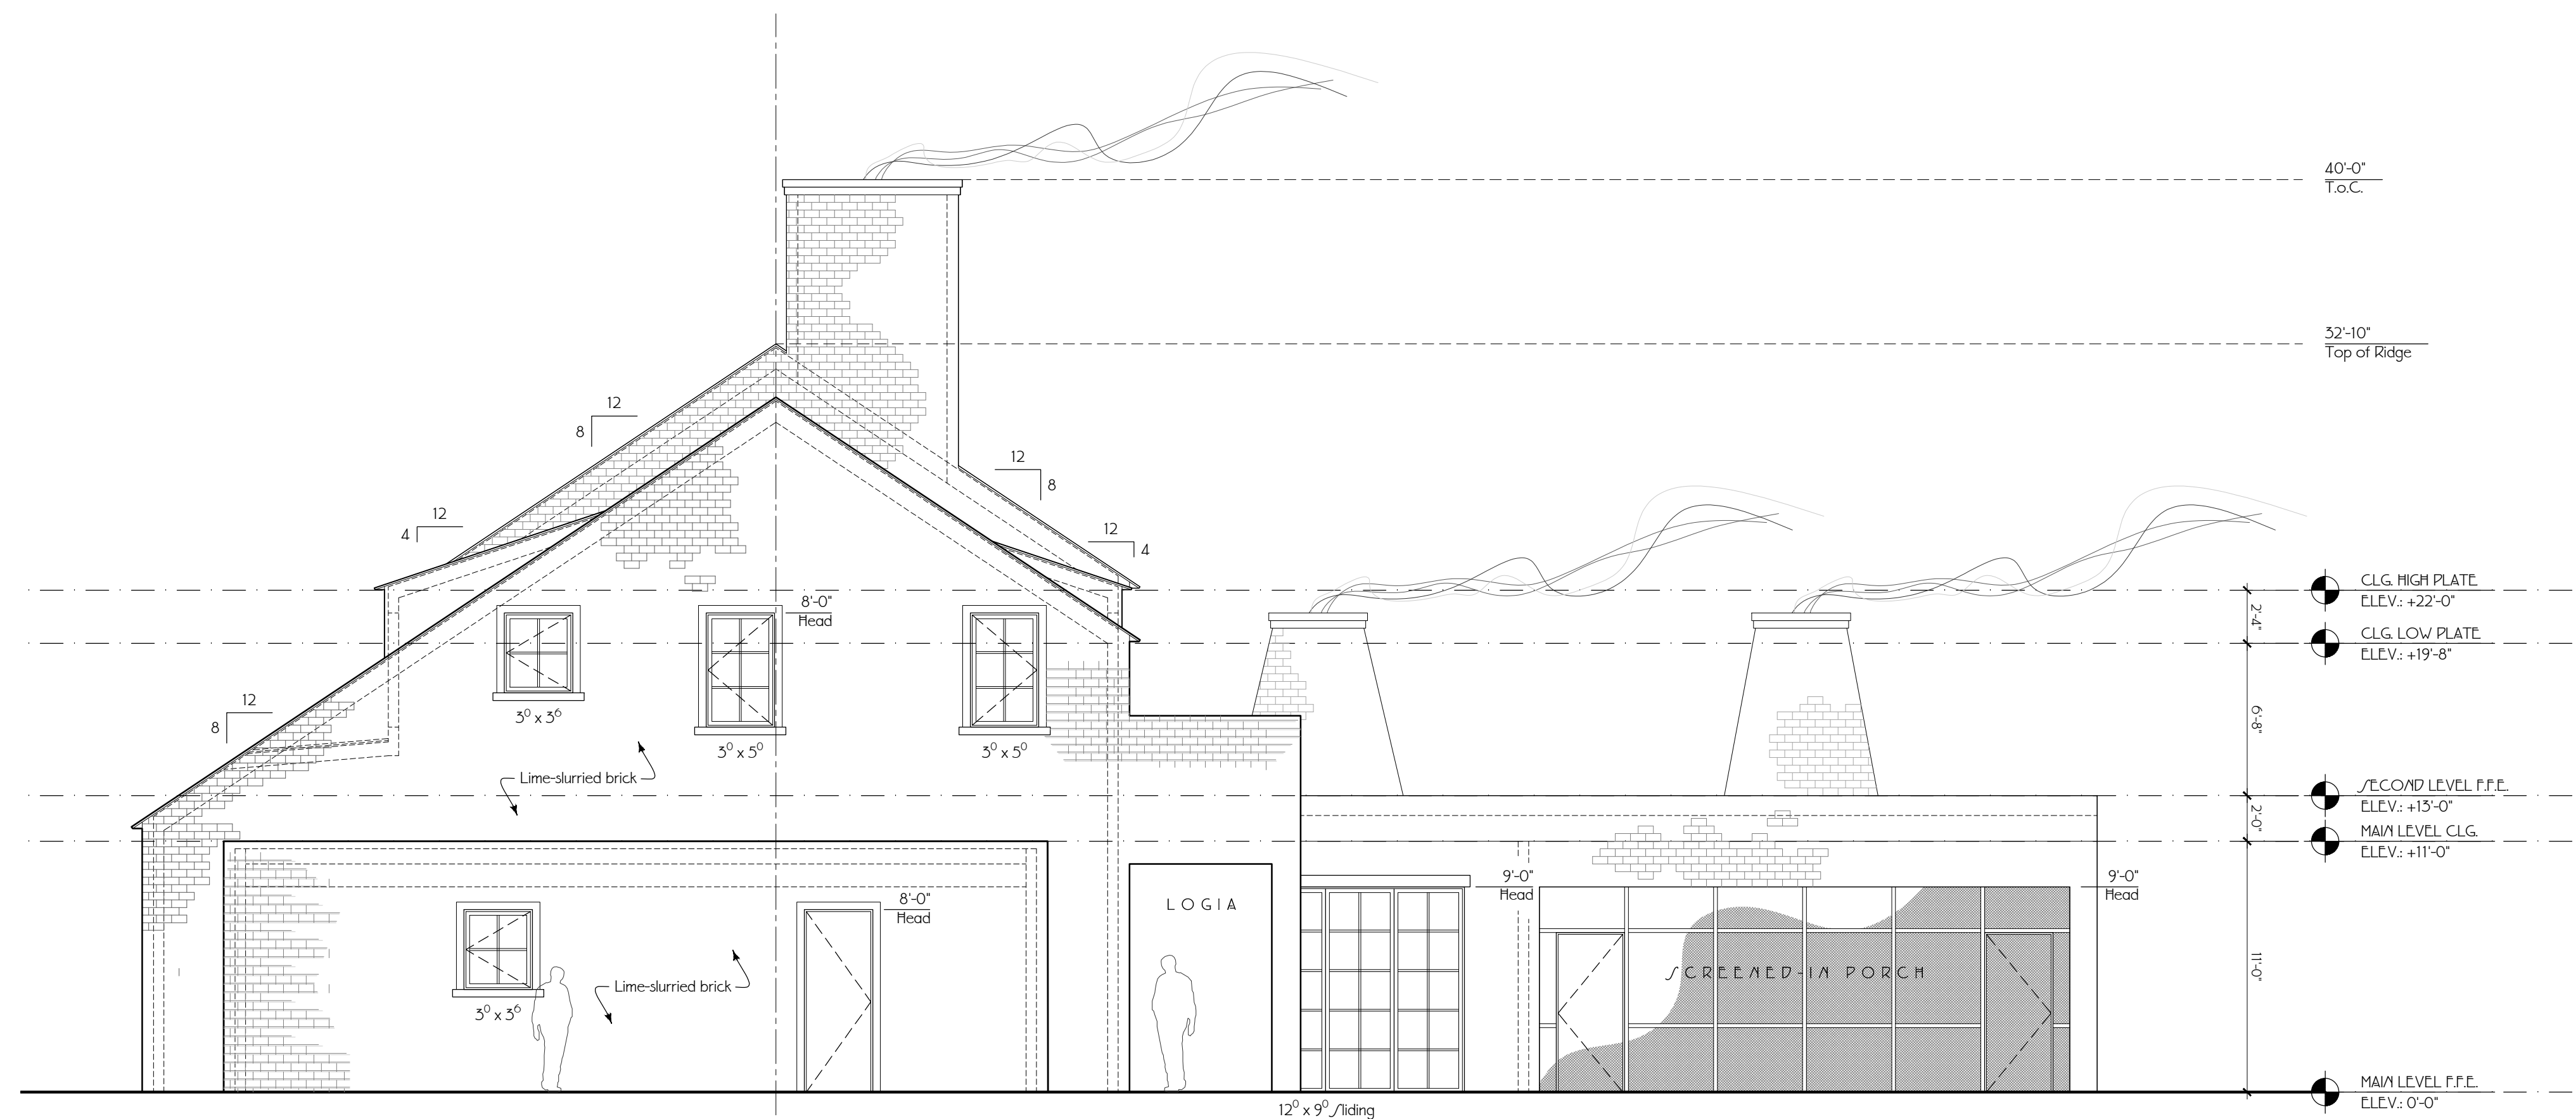 40'-0"
T.o.C.
32'-10"
Top of Ridge
12
8
12
8
12
4
12
4
CLG. HIGH PLATE
ELEV.: +22'-0"
2'-4"
8'-0"
Head
CLG. LOW PLATE
ELEV.: +19'-8"
12
8
3⁰ x 3⁶
3⁰ x 5⁰
3⁰ x 5⁰
6'-8"
Lime-slurried brick
SECOND LEVEL F.F.E.
ELEV.: +13'-0"
2'-0"
MAIN LEVEL CLG.
ELEV.: +11'-0"
8'-0"
Head
LOGIA
9'-0"
Head
9'-0"
Head
SCREENED-IN PORCH
11'-0"
Lime-slurried brick
3⁰ x 3⁶
MAIN LEVEL F.F.E.
ELEV.: 0'-0"
12⁰ x 9⁰ Sliding